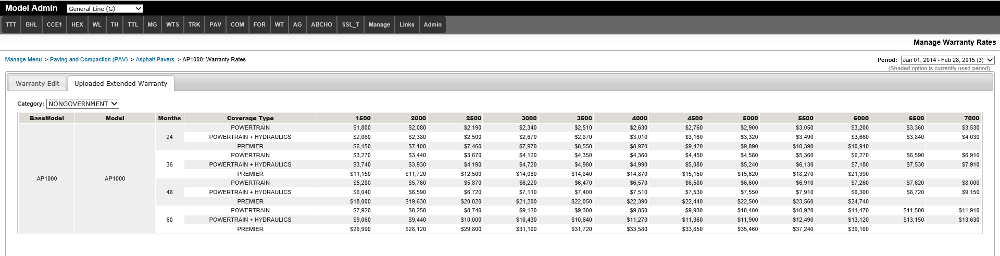 Model Admin General Line (G)
TTT BHL CCE1 HEX WL TH TTL MG WTS TRK PAV COM FOR WT AG ABCHO SSL_T Manage Links Admin
Manage Warranty Rates
Manage Menu > Paving and Compaction (PAV) > Asphalt Pavers > AP1000: Warranty Rates Period: Jan 01, 2014 - Feb 28, 2015 (3)
(Shaded option is currently used period)
Warranty Edit Uploaded Extended Warranty
Category: NONGOVERNMENT
BaseModel Model Months Coverage Type 1500 2000 2500 3000 3500 4000 4500 5000 5500 6000 6500 7000
POWERTRAIN $1,800 $2,080 $2,190 $2,340 $2,510 $2,630 $2,760 $2,900 $3,050 $3,200 $3,360 $3,530
24 POWERTRAIN + HYDRAULICS $2,060 $2,380 $2,500 $2,670 $2,870 $3,010 $3,160 $3,320 $3,490 $3,660 $3,840 $4,030
PREMIER $6,150 $7,100 $7,460 $7,970 $8,550 $8,970 $9,420 $9,890 $10,390 $10,910
POWERTRAIN $3,270 $3,440 $3,670 $4,120 $4,350 $4,360 $4,450 $4,580 $5,360 $6,270 $6,590 $6,910
36 POWERTRAIN + HYDRAULICS $3,740 $3,930 $4,190 $4,720 $4,980 $4,990 $5,080 $5,240 $6,130 $7,180 $7,530 $7,910
PREMIER $11,150 $11,720 $12,500 $14,060 $14,840 $14,870 $15,150 $15,620 $18,270 $21,390
AP1000 AP1000
POWERTRAIN $5,280 $5,760 $5,870 $6,220 $6,470 $6,570 $6,580 $6,600 $6,910 $7,260 $7,620 $8,000
48 POWERTRAIN + HYDRAULICS $6,040 $6,590 $6,720 $7,110 $7,400 $7,510 $7,530 $7,550 $7,910 $8,300 $8,720 $9,150
PREMIER $18,000 $19,630 $20,020 $21,200 $22,050 $22,390 $22,440 $22,500 $23,560 $24,740
POWERTRAIN $7,920 $8,250 $8,740 $9,120 $9,300 $9,850 $9,930 $10,400 $10,920 $11,470 $11,500 $11,910
60 POWERTRAIN + HYDRAULICS $9,060 $9,440 $10,000 $10,430 $10,640 $11,270 $11,360 $11,900 $12,490 $13,120 $13,150 $13,630
PREMIER $26,990 $28,120 $29,800 $31,100 $31,720 $33,580 $33,850 $35,460 $37,240 $39,100